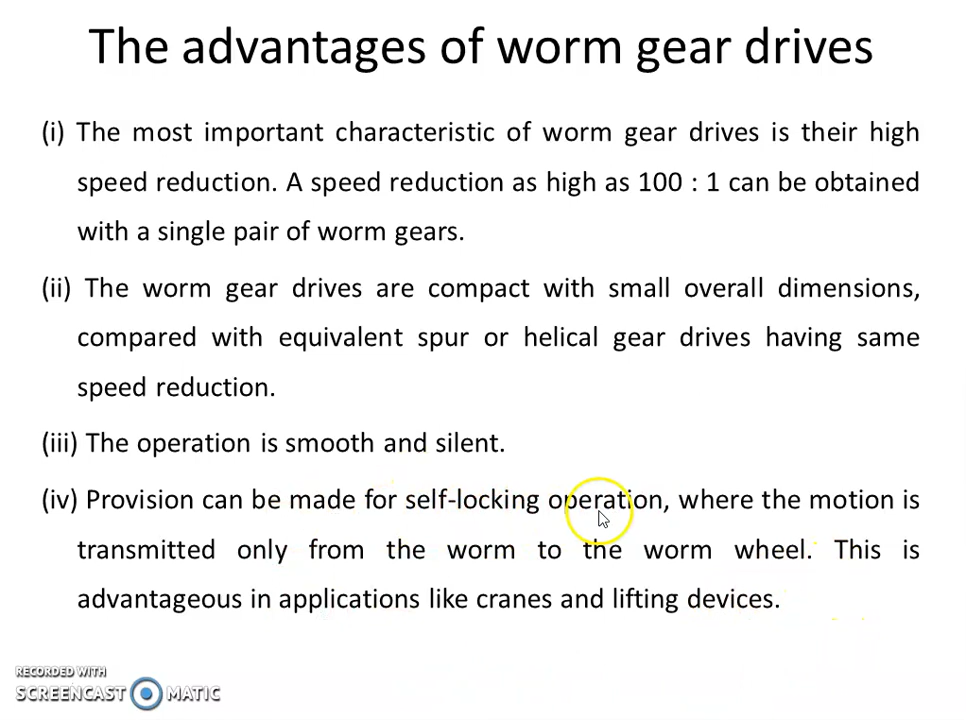 The advantages of worm gear drives
(i) The most important characteristic of worm gear drives is their high
speed reduction. A speed reduction as high as 100 : 1 can be obtained
with a single pair of worm gears.
(ii) The worm gear drives are compact with small overall dimensions,
compared with equivalent spur or helical gear drives having same
speed reduction.
(iii) The operation is smooth and silent.
(iv) Provision can be made for self-locking operation, where the motion is
transmitted only from the worm to the worm wheel. This is
advantageous in applications like cranes and lifting devices.
RECORDED WITH
SCREENCAST MATIC